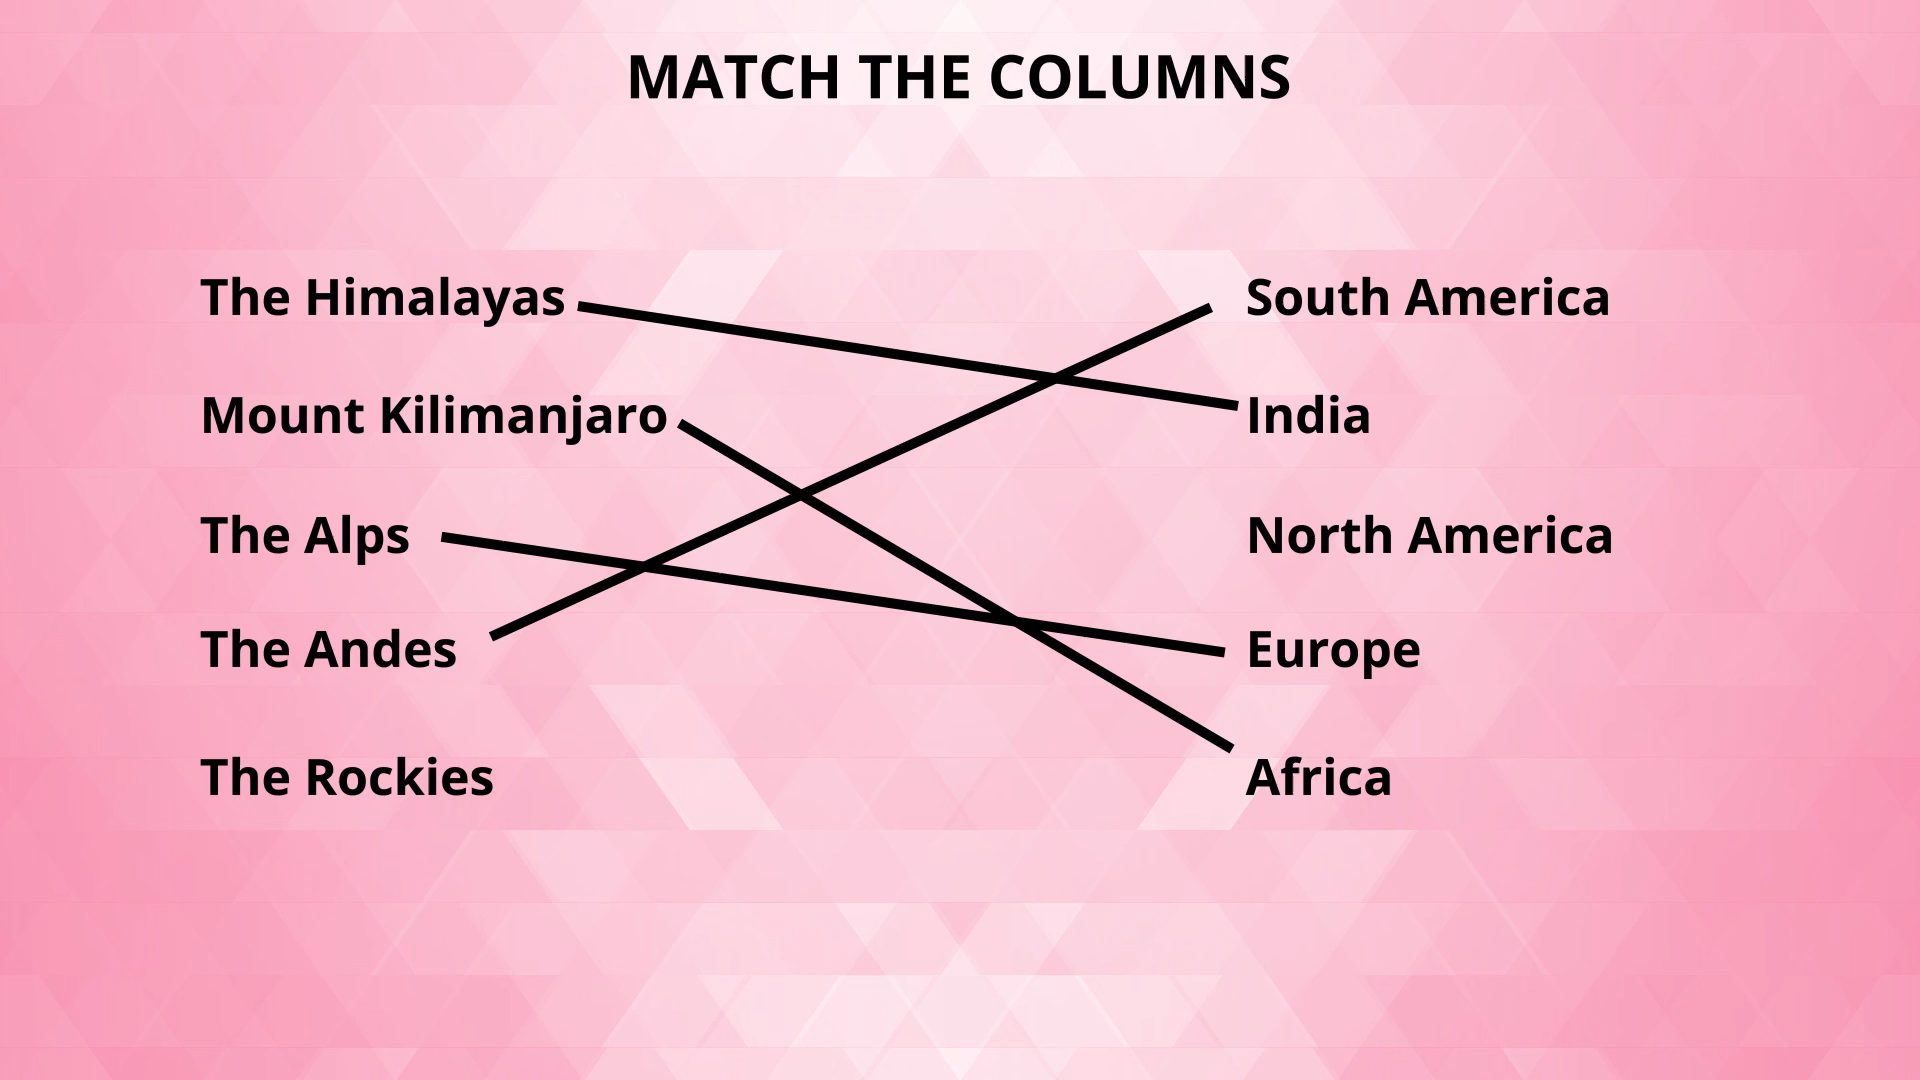 MATCH THE COLUMNS
The Himalayas South America
Mount Kilimanjaro India
The Alps North America
The Andes Europe
The Rockies Africa